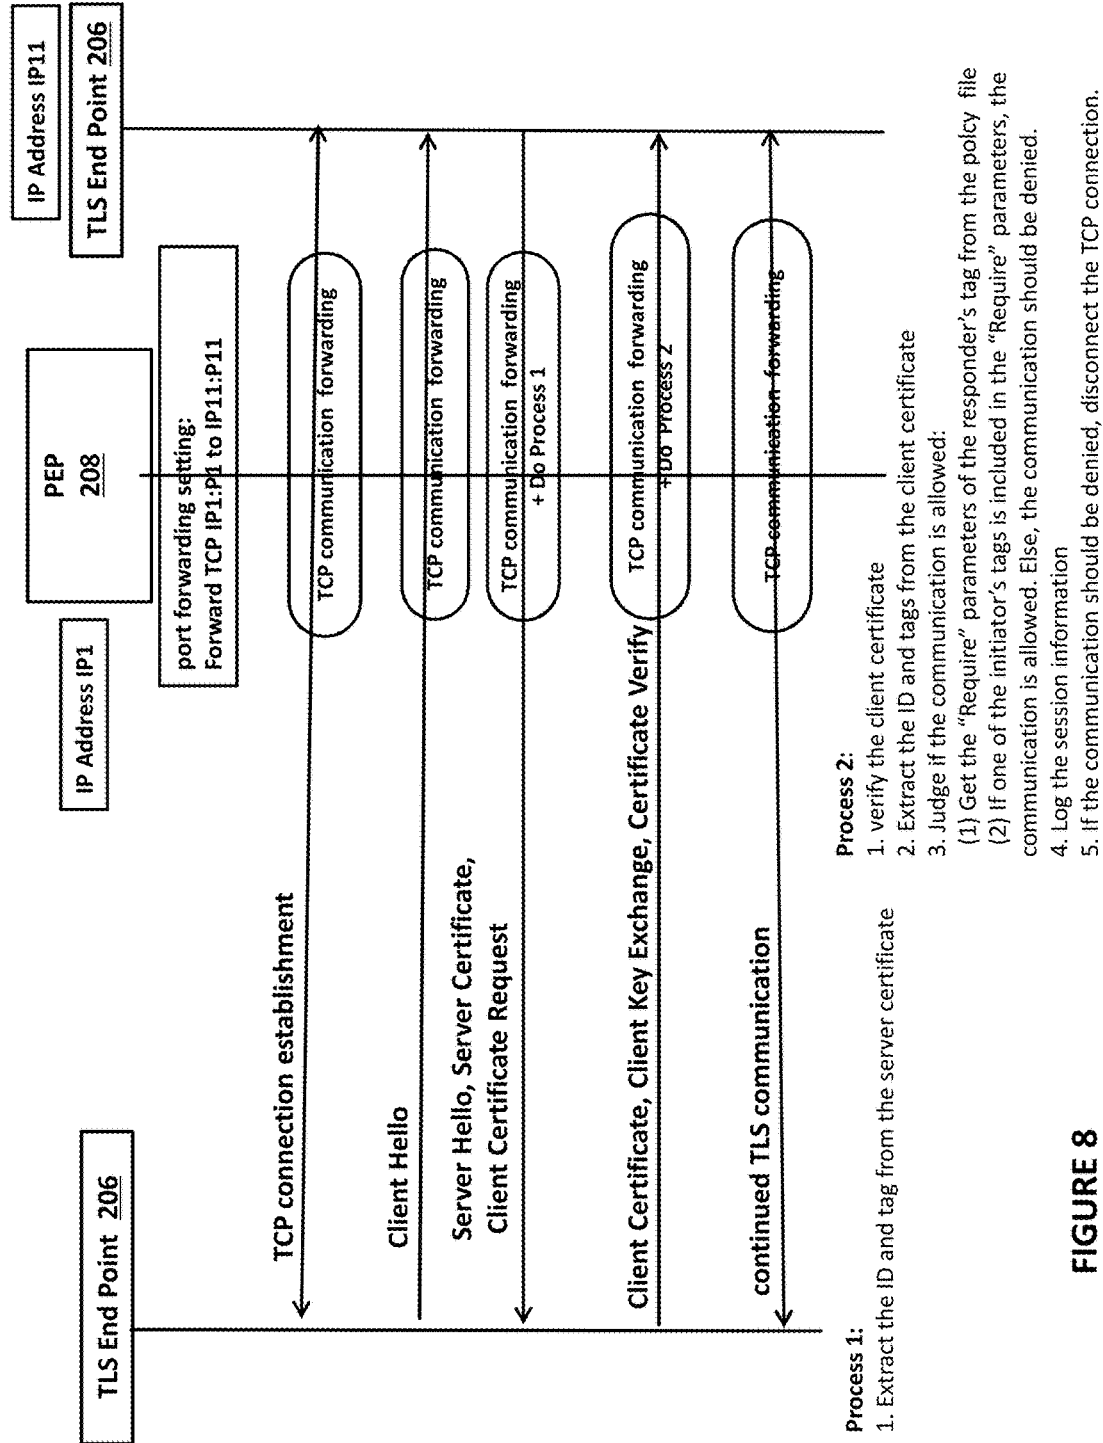 IP Address IP11
TLS End Point 206
PEP
208
IP Address IP1
TLS End Point 206
port forwarding setting:
Forward TCP IP1:P1 to IP11:P11
TCP connection establishment
TCP communication forwarding
Client Hello
TCP communication forwarding
Server Hello, Server Certificate,
Client Certificate Request
TCP communication forwarding
+ Do Process 1
Client Certificate, Client Key Exchange, Certificate Verify
TCP communication forwarding
+ Do Process 2
continued TLS communication
TCP communication forwarding
Process 1:
1. Extract the ID and tag from the server certificate
Process 2:
1. verify the client certificate
2. Extract the ID and tags from the client certificate
3. Judge if the communication is allowed:
(1) Get the “Require” parameters of the responder’s tag from the polcy file
(2) If one of the initiator’s tags is included in the “Require” parameters, the
communication is allowed. Else, the communication should be denied.
4. Log the session information
5. If the communication should be denied, disconnect the TCP connection.
FIGURE 8